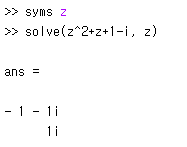 >> syms z
>> solve(z^2+z+1-i, z)
ans =
- 1 - 1i
1i